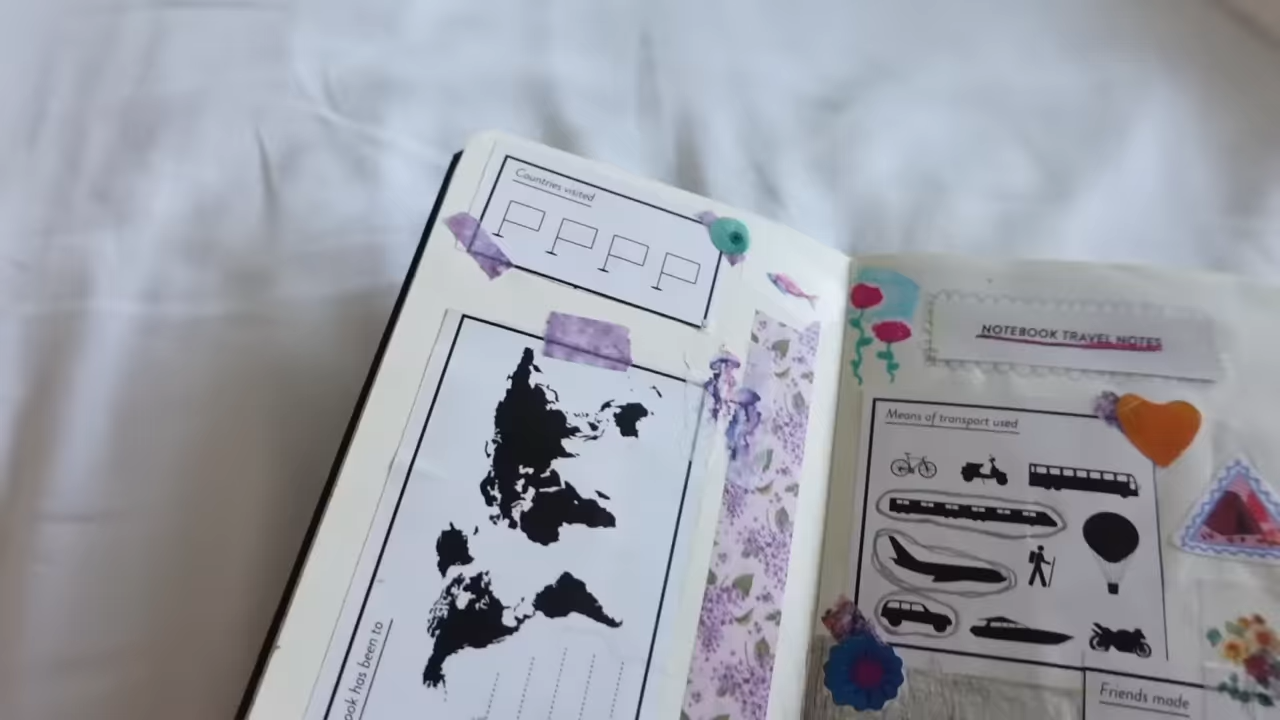 Countries visited
ook has been to
NOTEBOOK TRAVEL NOTES
Means of transport used
Friends made